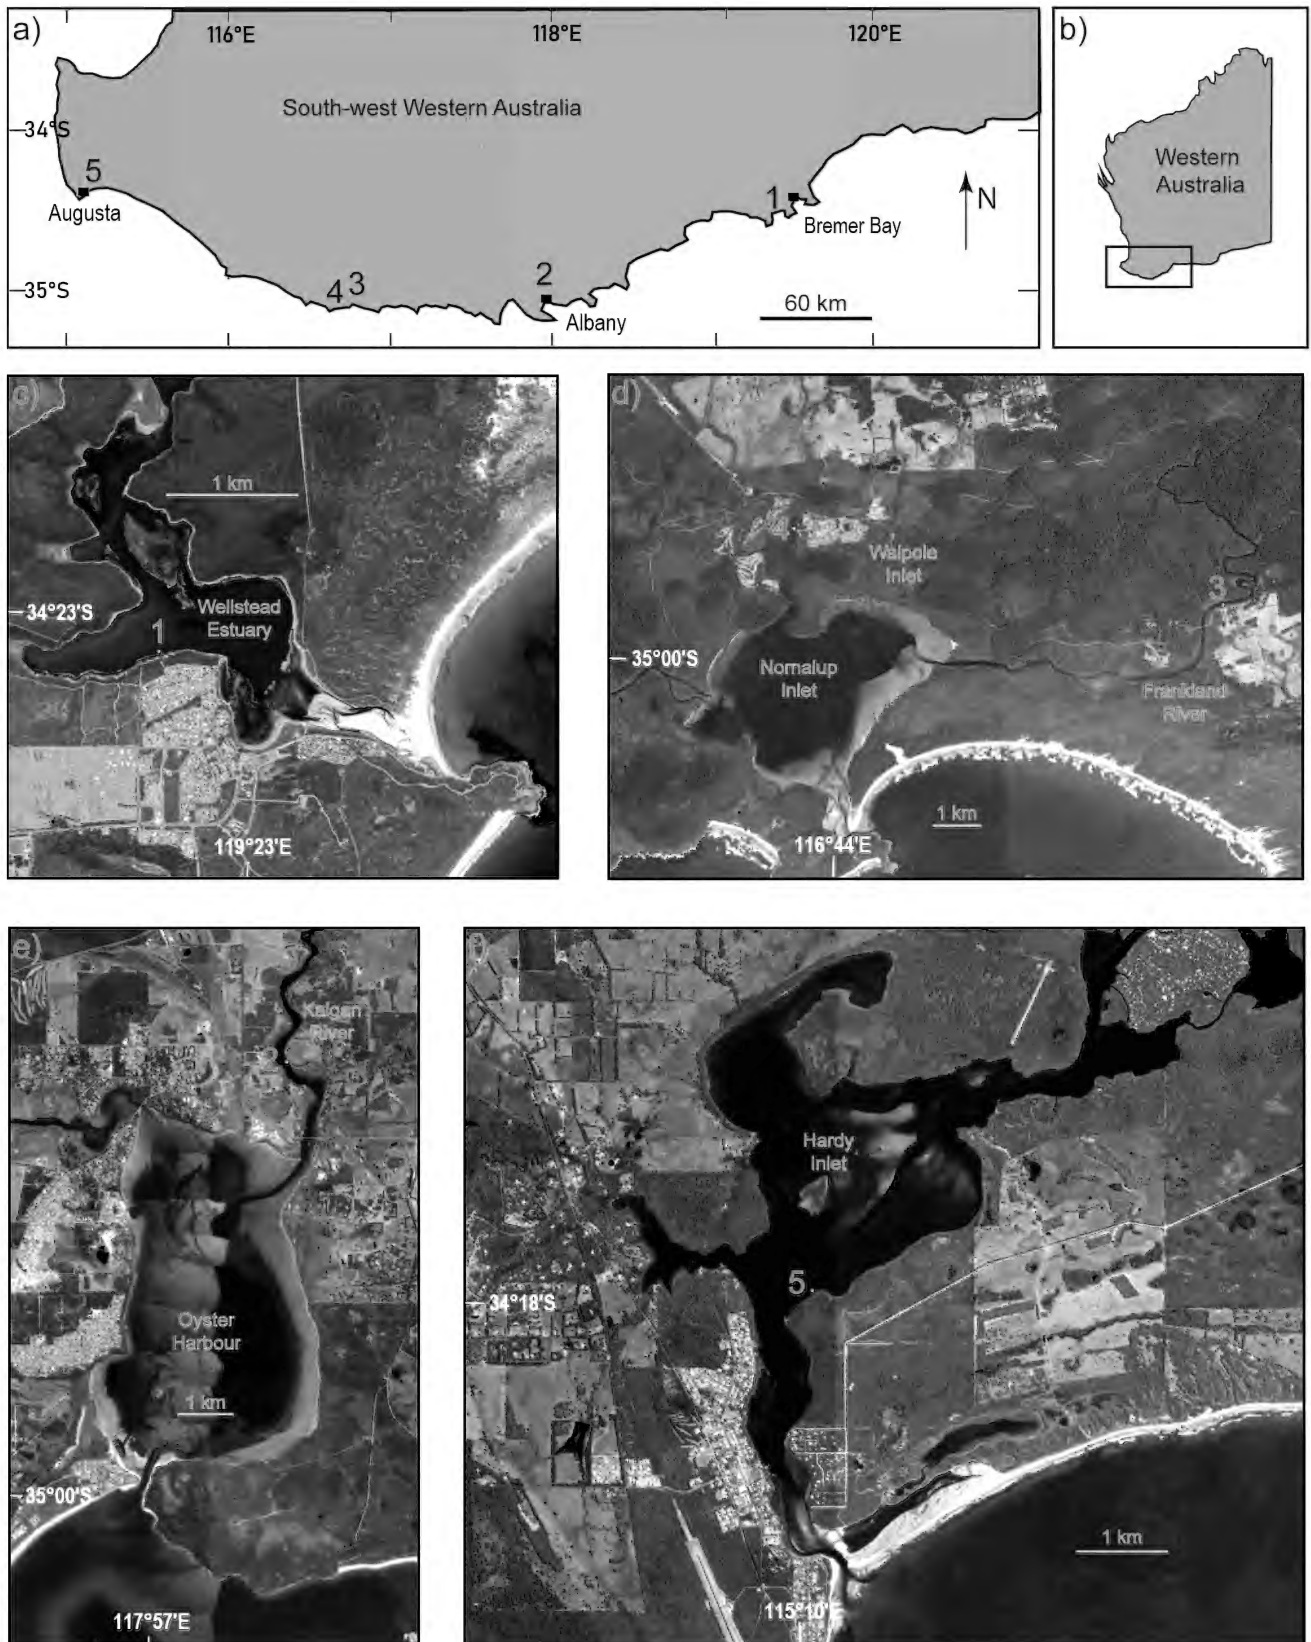 a)
116°E
118°E
120°E
South-west Western Australia
34°S
5
Augusta
1
Bremer Bay
N
2
35°S
4
3
Albany
60 km
b)
Western
Australia
c)
1 km
34°23'S
Wellstead
Estuary
1
119°23'E
d)
Walpole
Inlet
3
35°00'S
Nornalup
Inlet
Frankland
River
1 km
116°44'E
e)
Kalgan
River
Oyster
Harbour
1 km
35°00'S
117°57'E
Hardy
Inlet
5
34°18'S
1 km
115°10'E